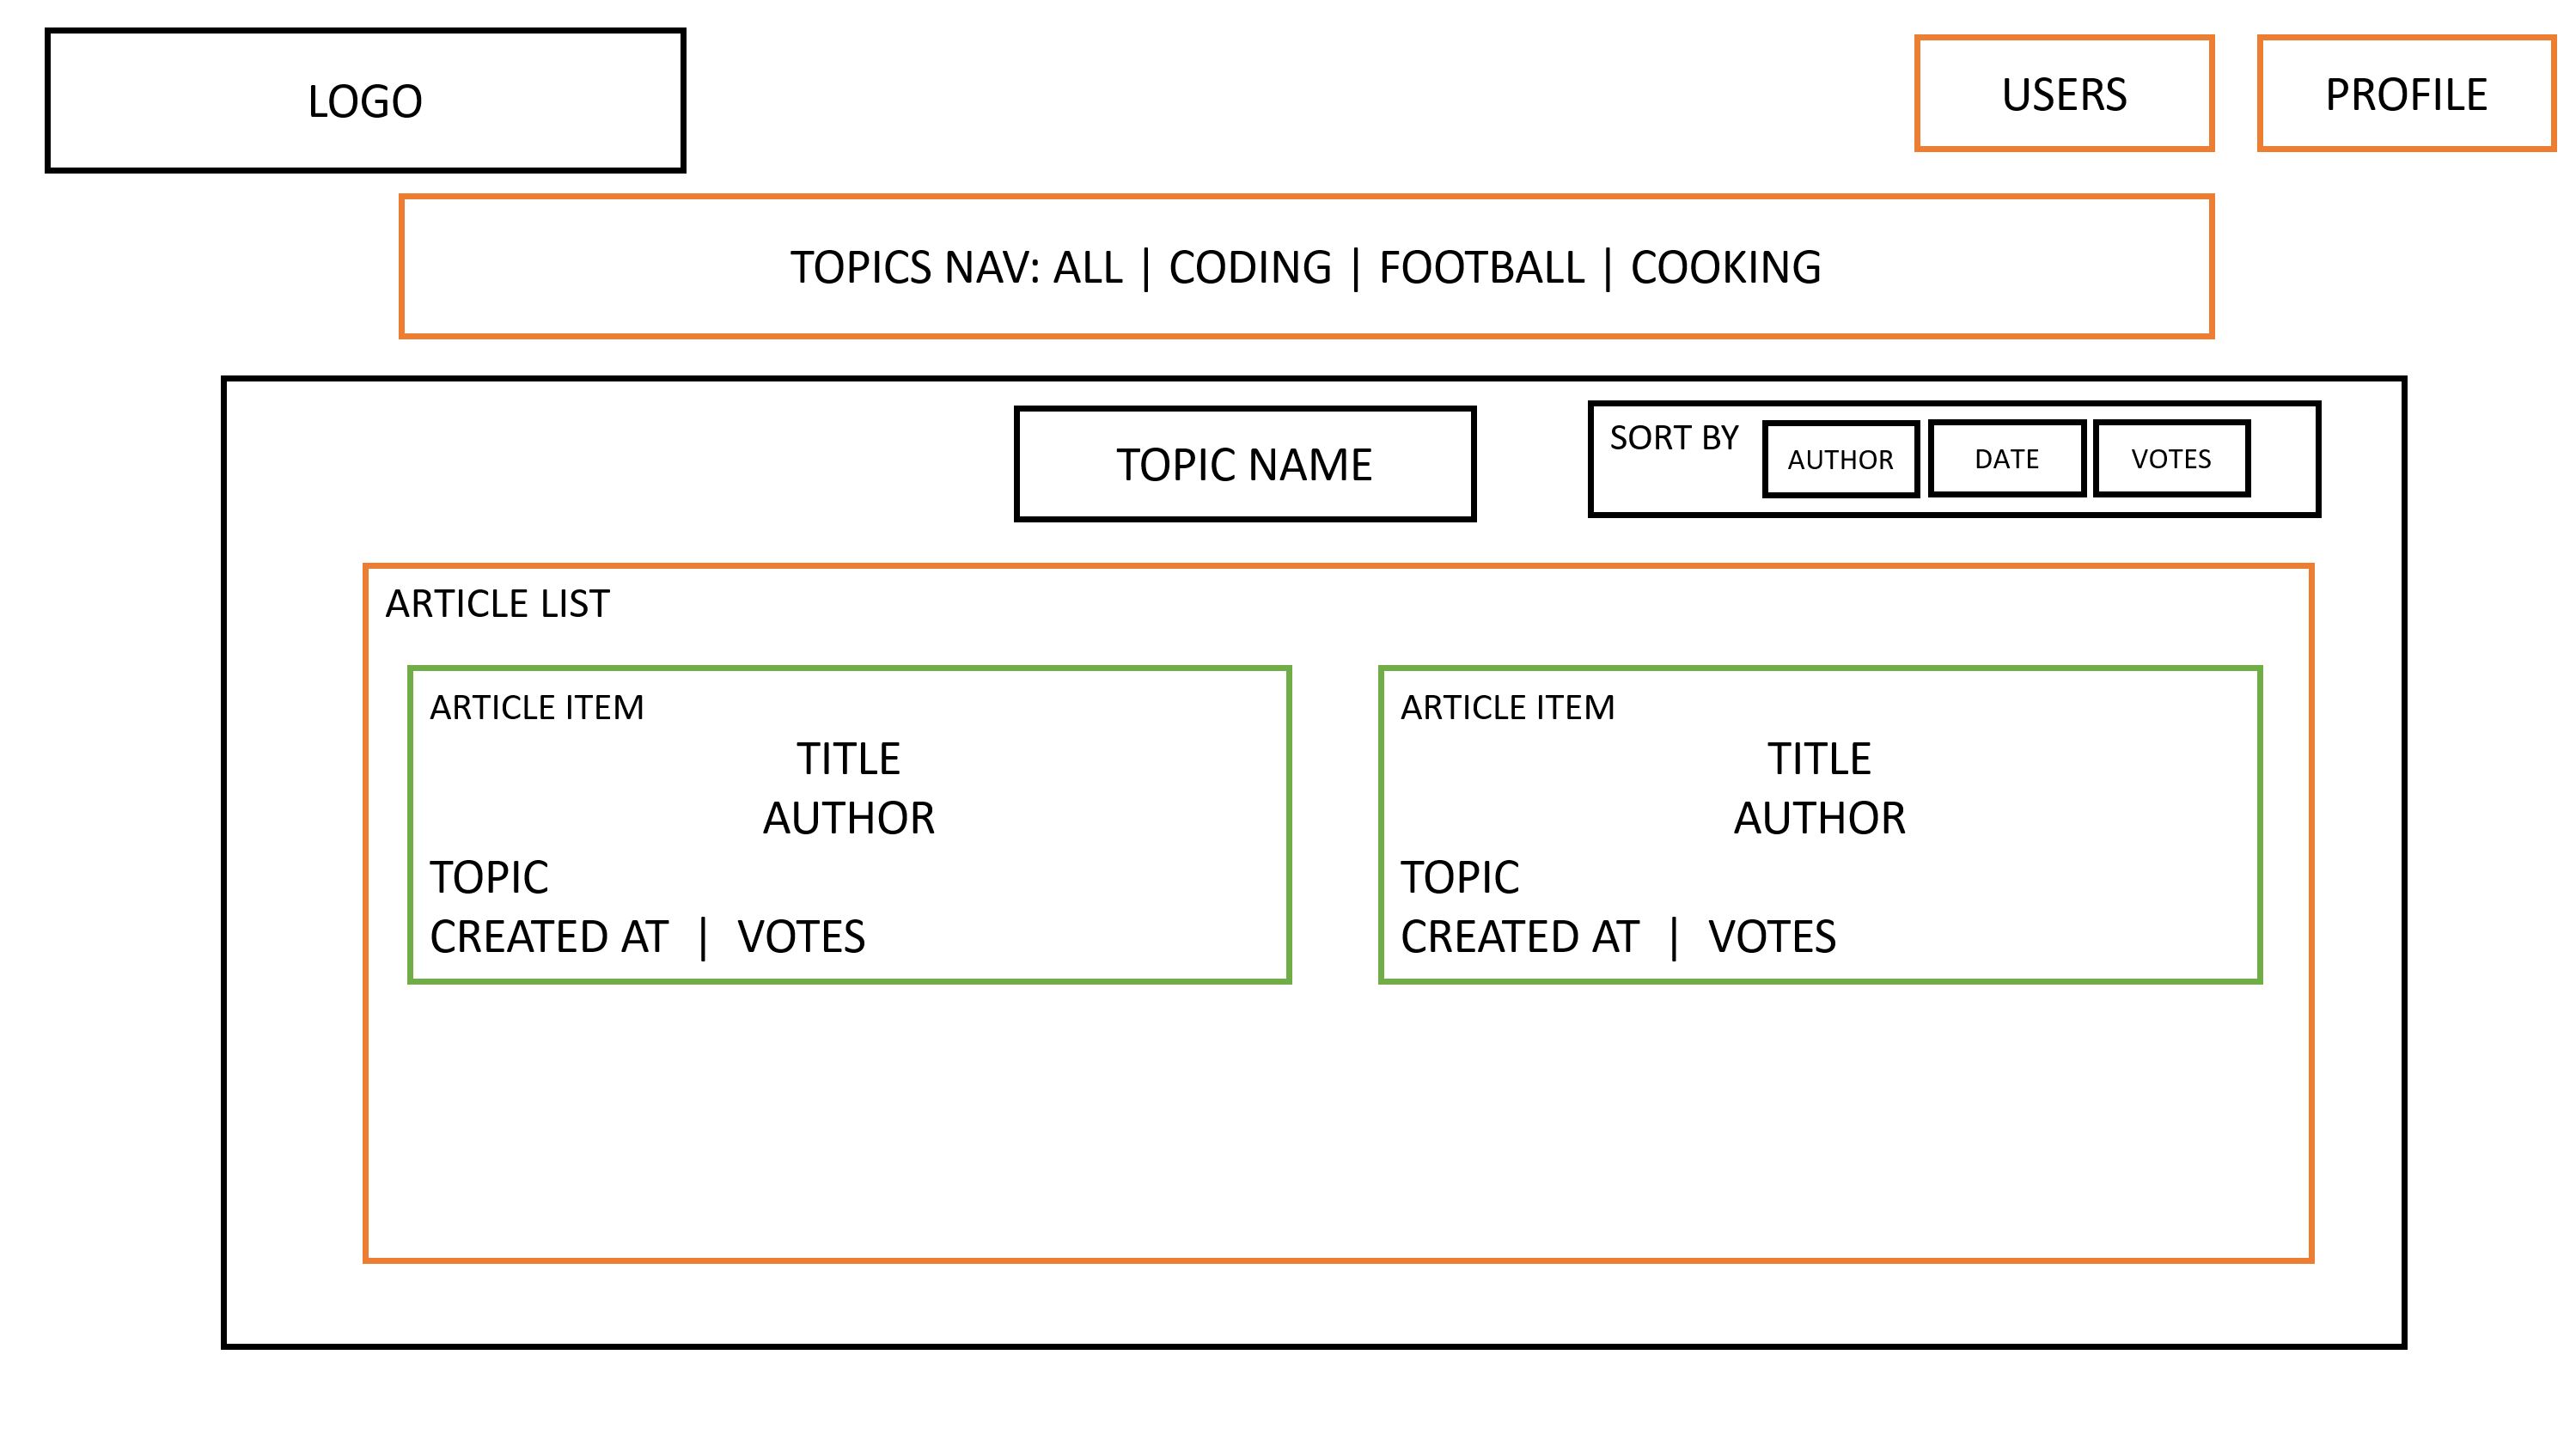 LOGO
USERS
PROFILE
TOPICS NAV: ALL | CODING | FOOTBALL | COOKING
TOPIC NAME
SORT BY
AUTHOR
DATE
VOTES
ARTICLE LIST
ARTICLE ITEM
TITLE
AUTHOR
TOPIC
CREATED AT | VOTES
ARTICLE ITEM
TITLE
AUTHOR
TOPIC
CREATED AT | VOTES